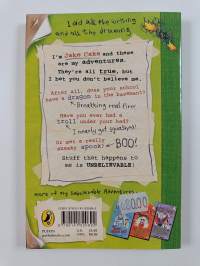 I did all the writing
and all the drawing
I'm Jake Cake and these
are my adventures.
They're all true, but
I bet you don't believe me.
After all, does your school
have a dragon in the basement?
Breathing real fire!
Have you ever had a
troll under your bed?
I nearly got squashed!
Or met a really
sneaky spook? BOO!
Stuff that happens to
me is UNBELIEVABLE!
more of my unbelievable adventures
PUFFIN